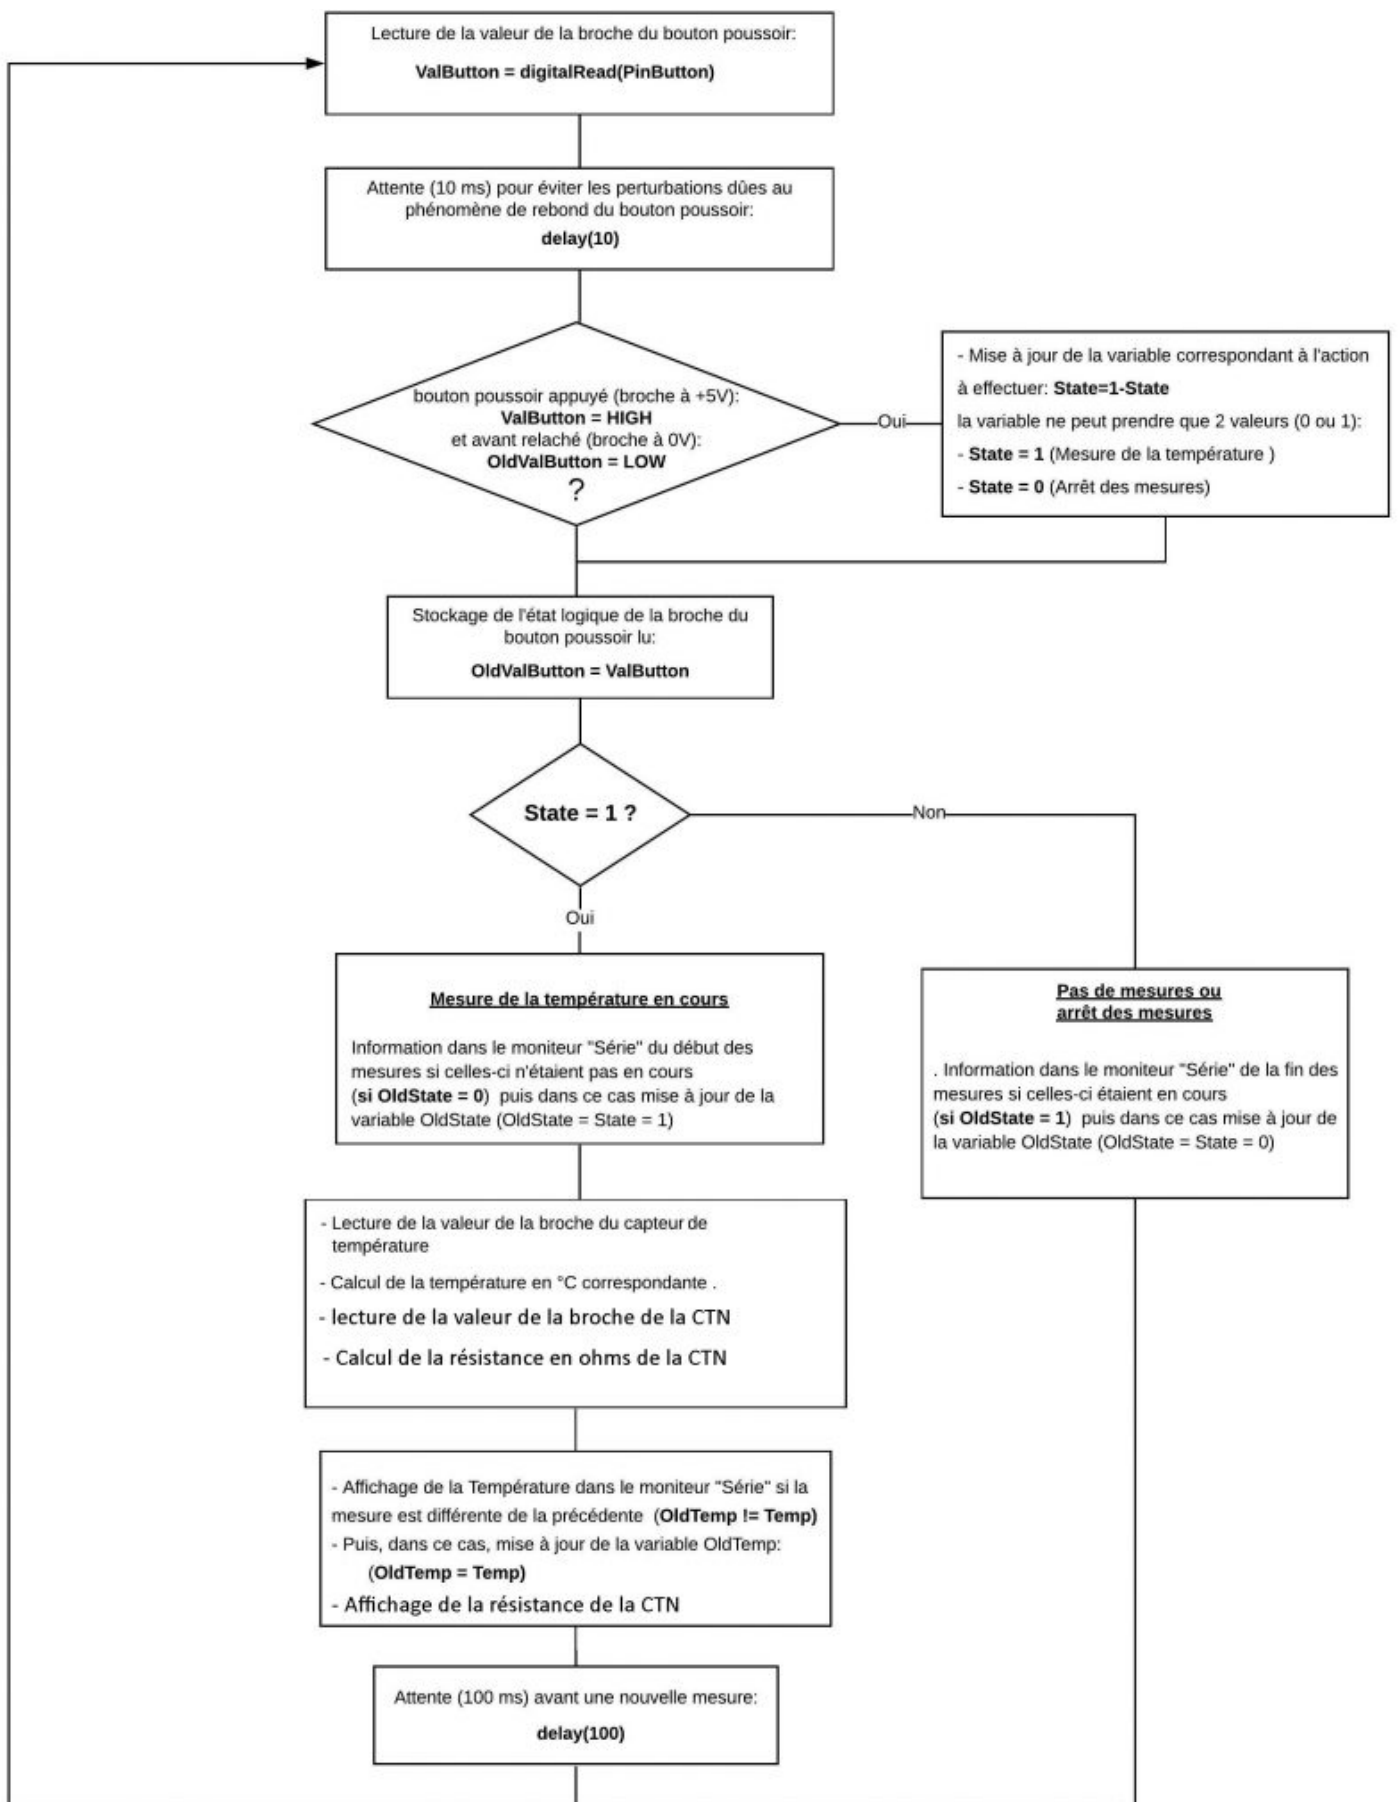 Lecture de la valeur de la broche du bouton poussoir:
ValButton = digitalRead(PinButton)
Attente (10 ms) pour éviter les perturbations dûes au
phénomène de rebond du bouton poussoir:
delay(10)
bouton poussoir appuyé (broche à +5V):
ValButton = HIGH
et avant relaché (broche à 0V):
OldValButton = LOW
?
Oui
- Mise à jour de la variable correspondant à l'action
à effectuer: State=1-State
la variable ne peut prendre que 2 valeurs (0 ou 1):
- State = 1 (Mesure de la température )
- State = 0 (Arrêt des mesures)
Stockage de l'état logique de la broche du
bouton poussoir lu:
OldValButton = ValButton
State = 1 ?
Non
Oui
Mesure de la température en cours
Information dans le moniteur "Série" du début des
mesures si celles-ci n'étaient pas en cours
(si OldState = 0) puis dans ce cas mise à jour de la
variable OldState (OldState = State = 1)
Pas de mesures ou
arrêt des mesures
. Information dans le moniteur "Série" de la fin des
mesures si celles-ci étaient en cours
(si OldState = 1) puis dans ce cas mise à jour de
la variable OldState (OldState = State = 0)
- Lecture de la valeur de la broche du capteur de
température
- Calcul de la température en °C correspondante .
- lecture de la valeur de la broche de la CTN
- Calcul de la résistance en ohms de la CTN
- Affichage de la Température dans le moniteur "Série" si la
mesure est différente de la précédente (OldTemp != Temp)
- Puis, dans ce cas, mise à jour de la variable OldTemp:
(OldTemp = Temp)
- Affichage de la résistance de la CTN
Attente (100 ms) avant une nouvelle mesure:
delay(100)